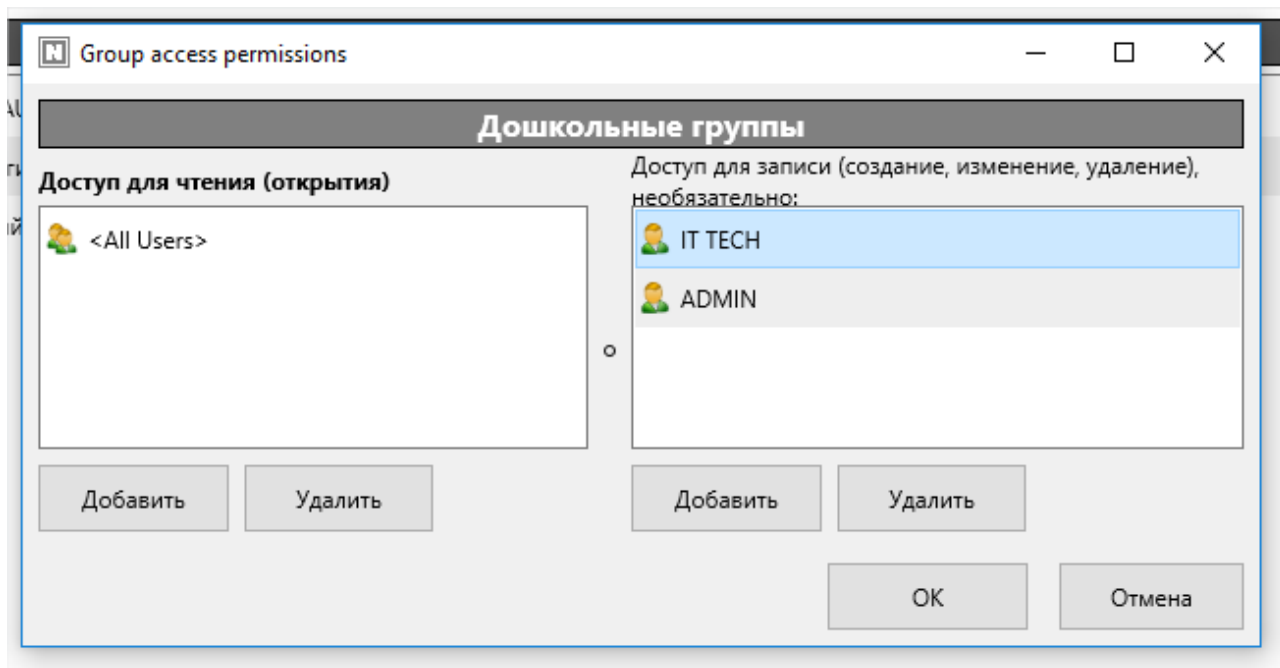 Group access permissions
Дошкольные группы
Доступ для чтения (открытия)
<All Users>
Добавить
Удалить
о
Доступ для записи (создание, изменение, удаление),
необязательно:
IT TECH
ADMIN
Добавить
Удалить
OK
Отмена